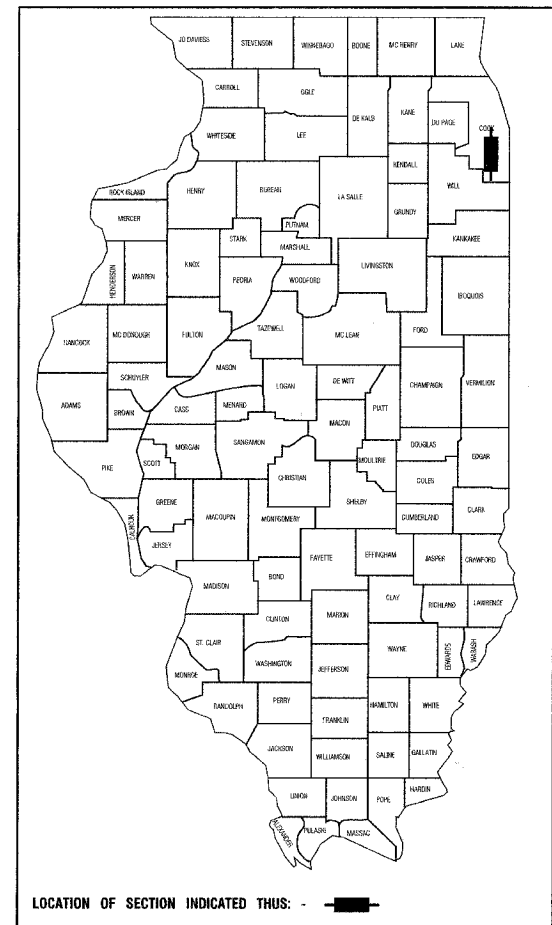 JO DAVIESS STEVENSON WINNEBAGO BOONE MC HENRY LAKE
CARROLL OGLE KANE COOK
DE KALB DU PAGE
WHITESIDE LEE
KENDALL WILL
ROCK ISLAND HENRY BUREAU LA SALLE
GRUNDY
MERCER PUTNAM
STARK KANKAKEE
MARSHALL
HENDERSON WARREN KNOX PEORIA WOODFORD LIVINGSTON
IROQUOIS
HANCOCK MC DONOUGH FULTON TAZEWELL MC LEAN FORD
MASON
SCHUYLER LOGAN DE WITT CHAMPAIGN VERMILION
ADAMS BROWN CASS MENARD PIATT
MACON
MORGAN SANGAMON DOUGLAS
PIKE SCOTT MOULTRIE EDGAR
CHRISTIAN COLES
GREENE SHELBY
CALHOUN MACOUPIN MONTGOMERY CUMBERLAND CLARK
JERSEY FAYETTE EFFINGHAM JASPER CRAWFORD
MADISON BOND
CLAY RICHLAND LAWRENCE
CLINTON MARION
ST. CLAIR WAYNE EDWARDS WABASH
WASHINGTON JEFFERSON
MONROE
RANDOLPH PERRY HAMILTON WHITE
FRANKLIN
JACKSON WILLIAMSON SALINE GALLATIN
UNION JOHNSON POPE HARDIN
ALEXANDER PULASKI MASSAC
LOCATION OF SECTION INDICATED THUS: -